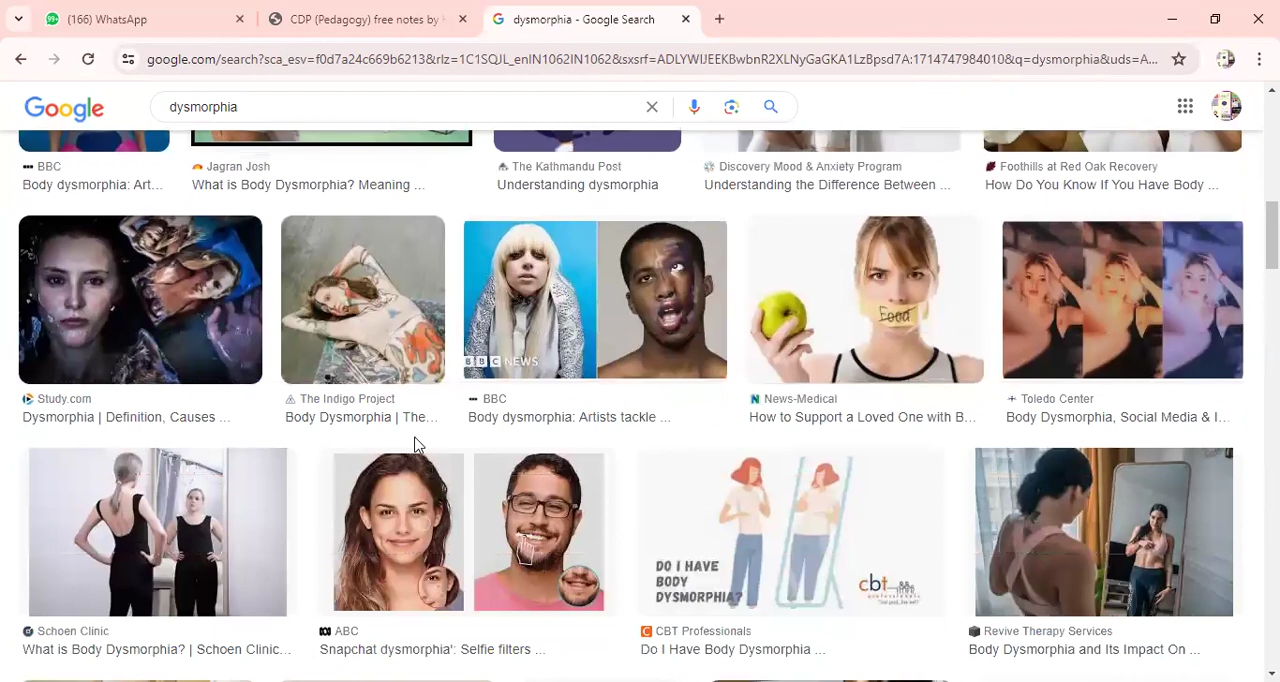 (166) WhatsApp
CDP (Pedagogy) free notes by
dysmorphia - Google Search
google.com/search?sca_esv=f0d7a24c669b6213&rlz=1C1SQJL_enIN1062IN1062&sxsrf=ADLYWIJEEKBwbnR2XLNyGaGKA1LzBpsd7A:1714747984010&q=dysmorphia&uds=A...
Google
dysmorphia
BBC
Body dysmorphia: Art...
Jagran Josh
What is Body Dysmorphia? Meaning ...
The Kathmandu Post
Understanding dysmorphia
Discovery Mood & Anxiety Program
Understanding the Difference Between ...
Foothills at Red Oak Recovery
How Do You Know If You Have Body ...
BBC NEWS
Food
Study.com
Dysmorphia | Definition, Causes ...
The Indigo Project
Body Dysmorphia | The...
BBC
Body dysmorphia: Artists tackle ...
News-Medical
How to Support a Loved One with B...
Toledo Center
Body Dysmorphia, Social Media & I...
DO I HAVE
BODY
DYSMORPHIA?
cbt
Schoen Clinic
What is Body Dysmorphia? | Schoen Clinic...
ABC
Snapchat dysmorphia': Selfie filters ...
CBT Professionals
Do I Have Body Dysmorphia ...
Revive Therapy Services
Body Dysmorphia and Its Impact On ...